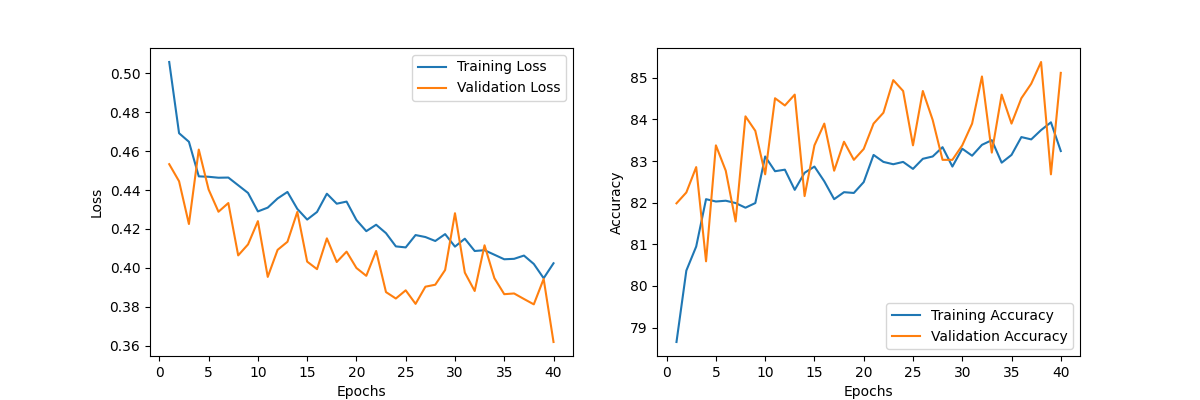 Training Loss
Validation Loss
0.50
0.48
0.46
0.44
0.42
0.40
0.38
0.36
Loss
0 5 10 15 20 25 30 35 40
Epochs
85
84
83
82
81
80
79
Accuracy
Training Accuracy
Validation Accuracy
0 5 10 15 20 25 30 35 40
Epochs